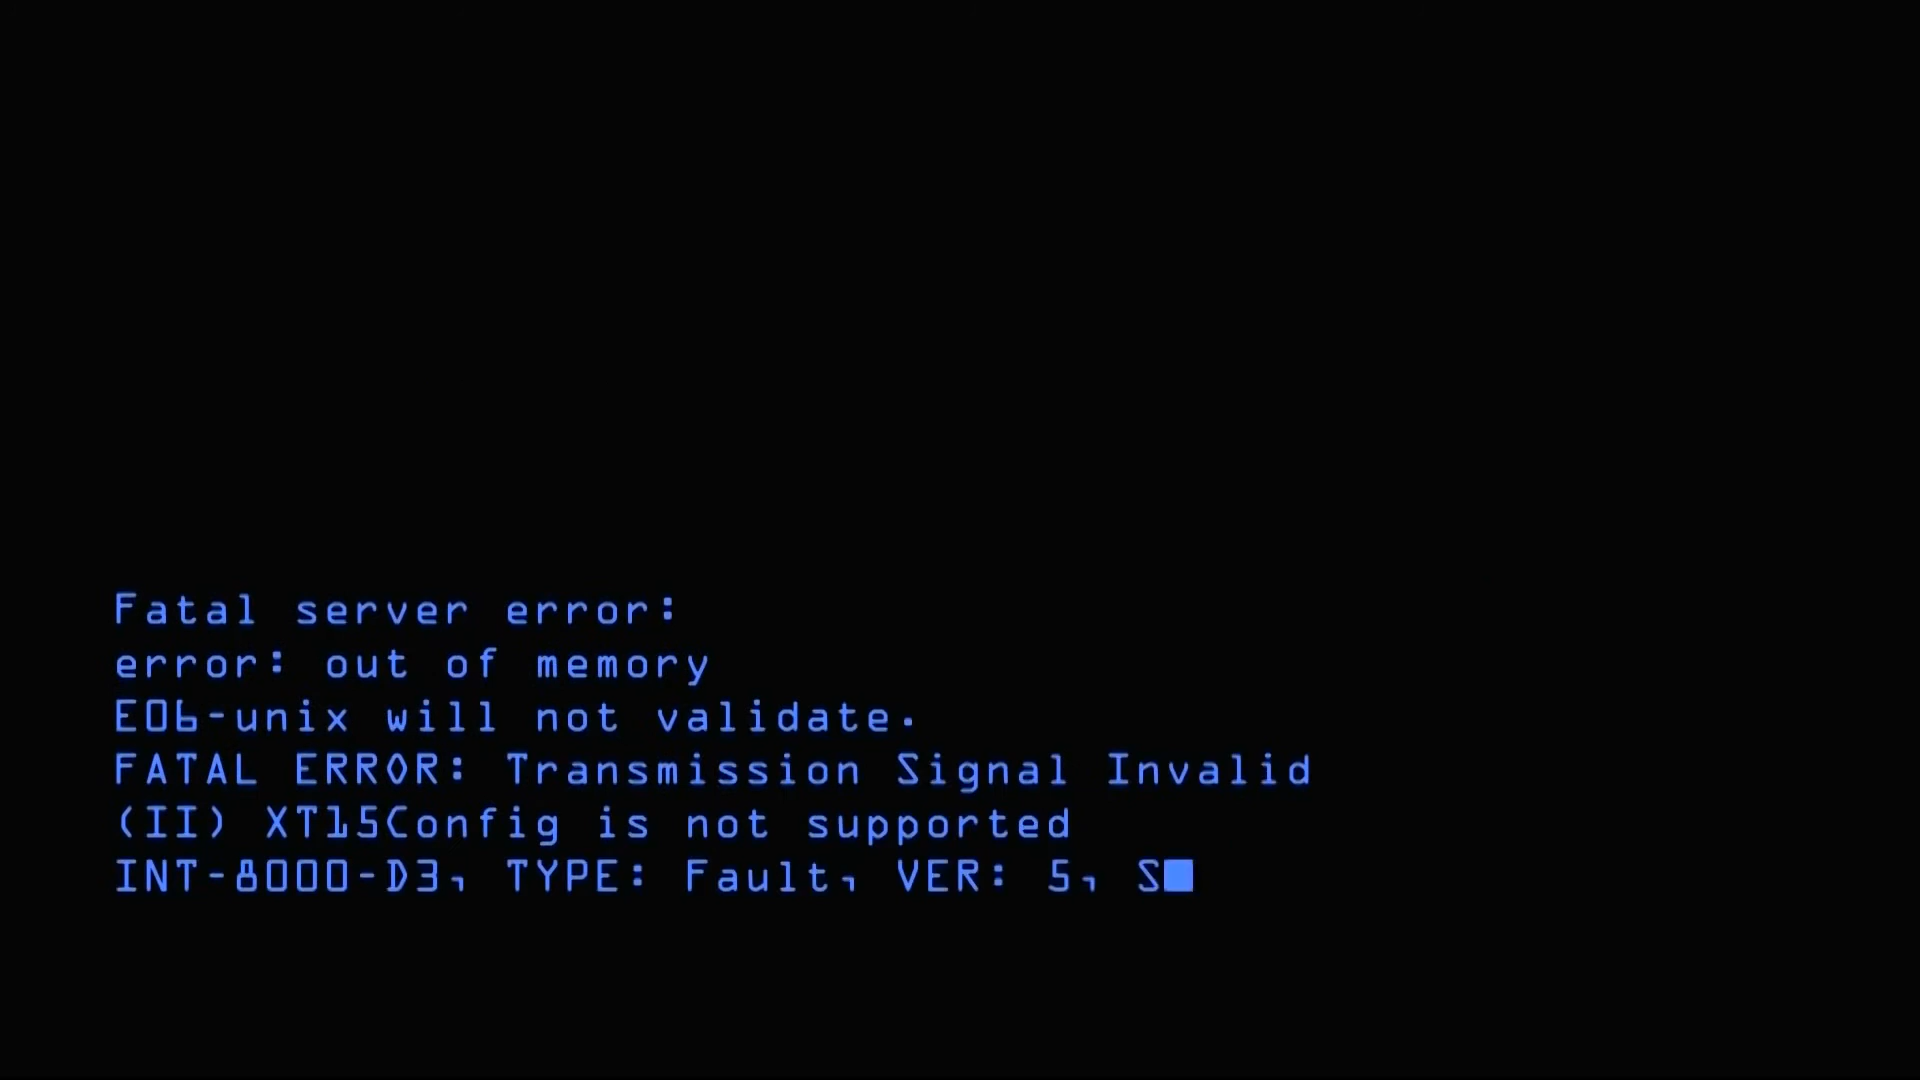 Fatal server error:
error: out of memory
E06-unix will not validate.
FATAL ERROR: Transmission Signal Invalid
(II) XT15Config is not supported
INT-8000-D3, TYPE: Fault, VER: 5, S